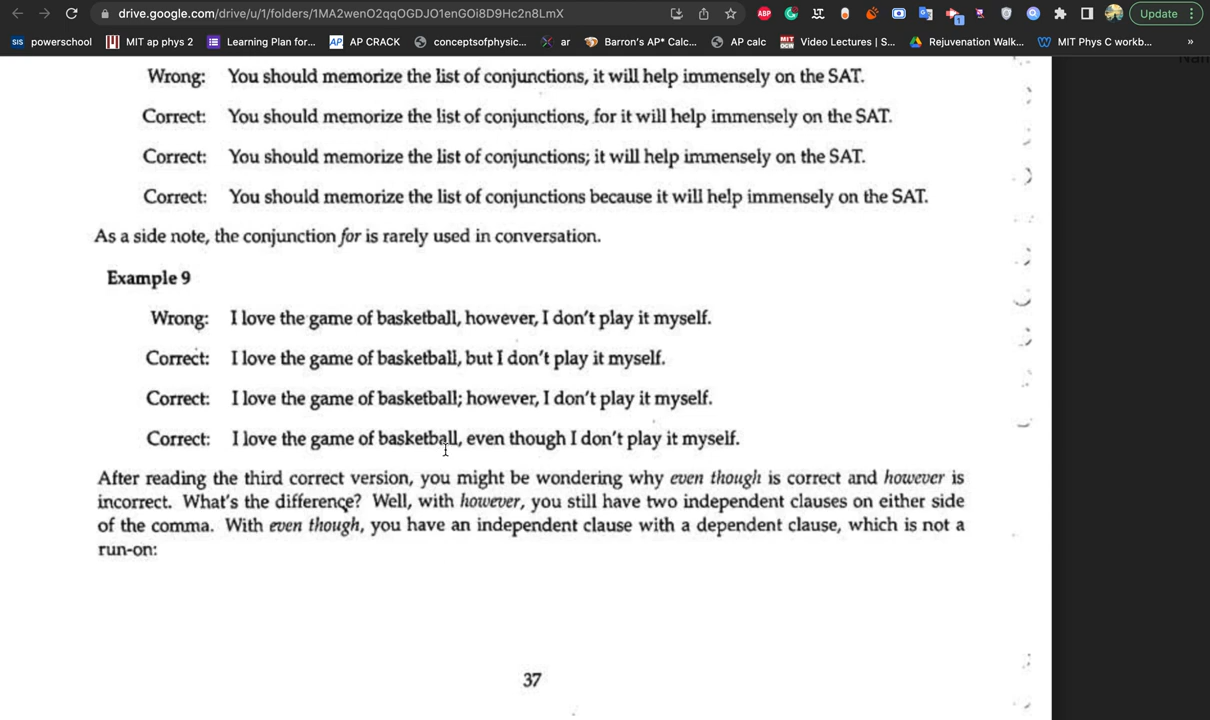 drive.google.com/drive/u/1/folders/1MA2wenO2qqOGDJO1enGOi8D9Hc2n8LmX ABP 1 Update
SIS powerschool MIT ap phys 2 Learning Plan for... AP AP CRACK conceptsofphysic... ar Barron's AP* Calc... AP calc MIT OCW Video Lectures | S... Rejuvenation Walk... MIT Phys C workb... »
Wrong: You should memorize the list of conjunctions, it will help immensely on the SAT.
Correct: You should memorize the list of conjunctions, for it will help immensely on the SAT.
Correct: You should memorize the list of conjunctions; it will help immensely on the SAT.
Correct: You should memorize the list of conjunctions because it will help immensely on the SAT.
As a side note, the conjunction for is rarely used in conversation.
Example 9
Wrong: I love the game of basketball, however, I don't play it myself.
Correct: I love the game of basketball, but I don't play it myself.
Correct: I love the game of basketball; however, I don't play it myself.
Correct: I love the game of basketball, even though I don't play it myself.
After reading the third correct version, you might be wondering why even though is correct and however is
incorrect. What's the difference? Well, with however, you still have two independent clauses on either side
of the comma. With even though, you have an independent clause with a dependent clause, which is not a
run-on:
37